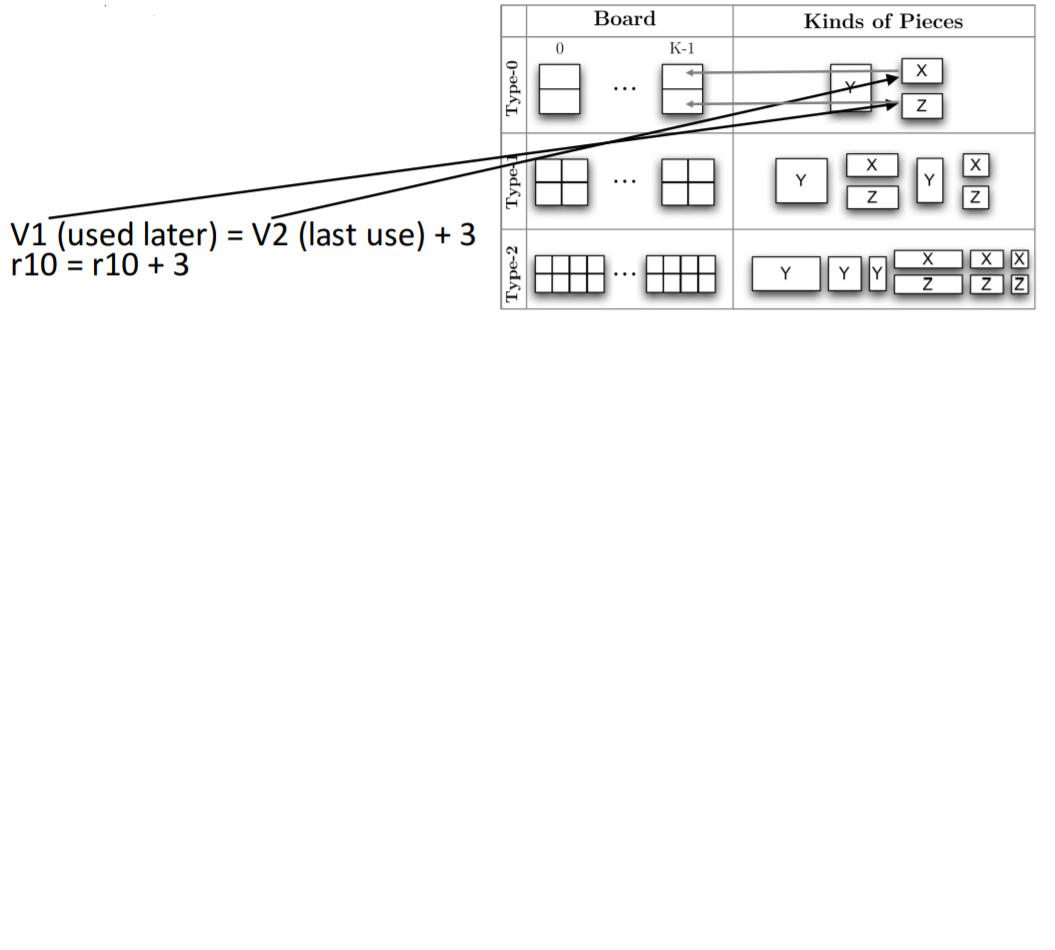 Board Kinds of Pieces
0 K-1
Type-0
...
Y X
Z
Type-1
...
Y X Y X
Z Z
V1 (used later) = V2 (last use) + 3
r10 = r10 + 3
Type-2
...
Y Y Y X X X
Z Z Z